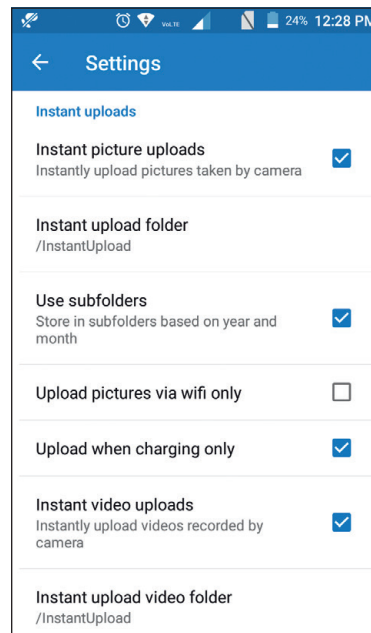 VoLTE 24% 12:28 PM
Settings
Instant uploads
Instant picture uploads
Instantly upload pictures taken by camera
Instant upload folder
/InstantUpload
Use subfolders
Store in subfolders based on year and
month
Upload pictures via wifi only
Upload when charging only
Instant video uploads
Instantly upload videos recorded by
camera
Instant upload video folder
/InstantUpload